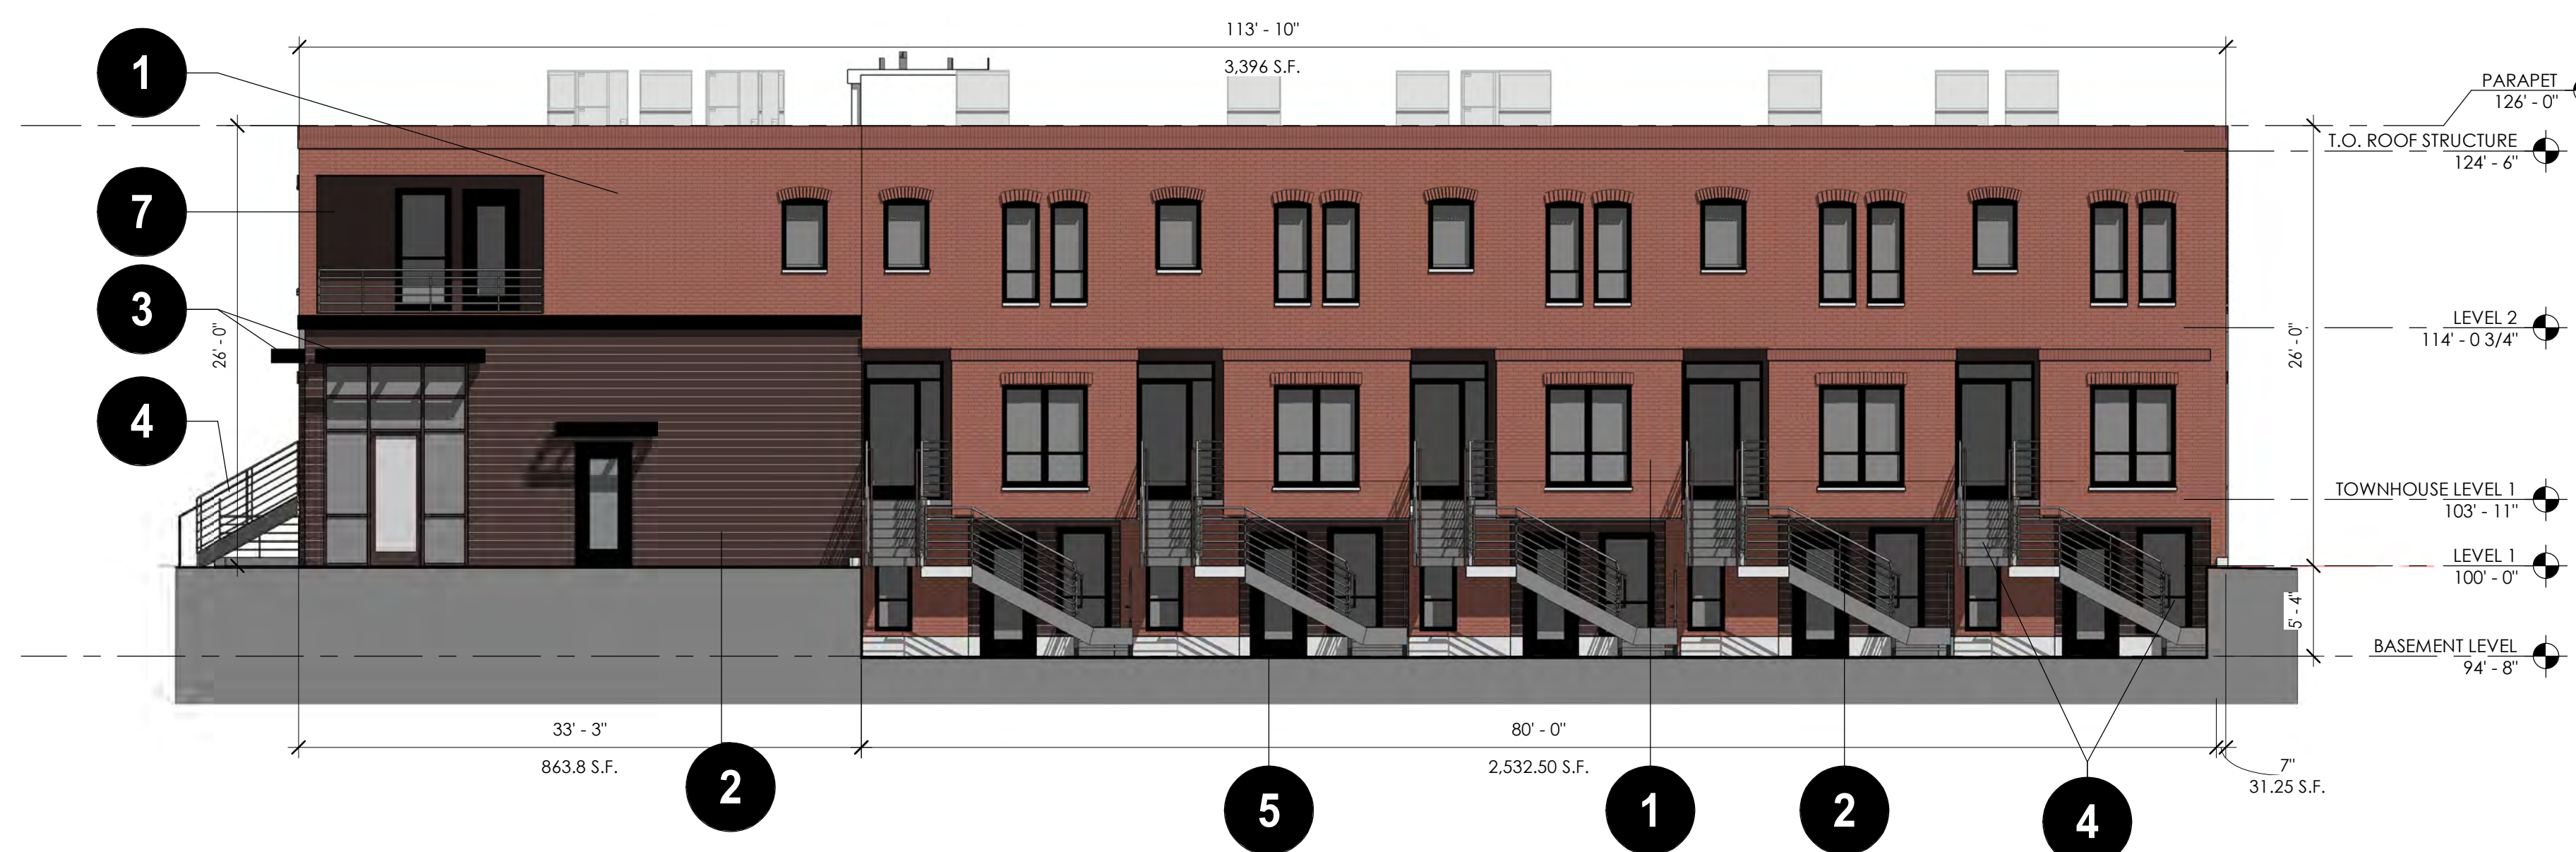 113' - 10"
3,396 S.F.
1
7
3
4
26' - 0"
PARAPET
126' - 0"
T.O. ROOF STRUCTURE
124' - 6"
LEVEL 2
114' - 0 3/4"
26' - 0"
TOWNHOUSE LEVEL 1
103' - 11"
LEVEL 1
100' - 0"
5' - 4"
BASEMENT LEVEL
94' - 8"
33' - 3"
863.8 S.F.
80' - 0"
2,532.50 S.F.
7"
31.25 S.F.
2
5
1
2
4